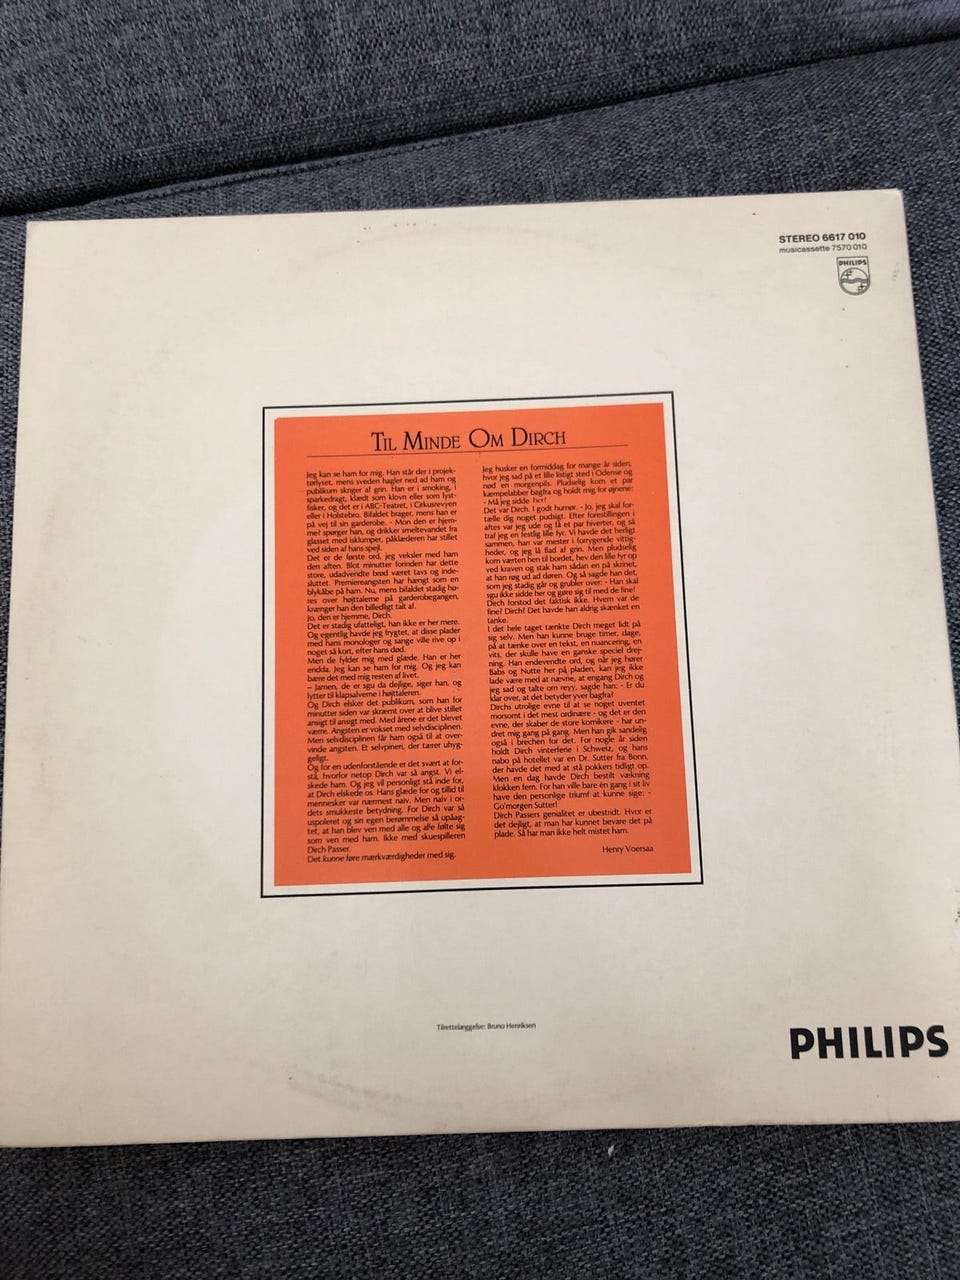 STEREO 6617 010
musicassette 7570 010
PHILIPS
TIL MINDE OM DIRCH
Jeg kan se ham for mig. Han står der i projek-
tørlyset, mens sveden hagler ned ad ham og
publikum skriger af grin. Han er i smoking, i
sparkedragt, klædt som klovn eller som lyst-
fisker, og det er i ABC-Teatret, i Cirkusrevyen
eller i Holstebro. Bifaldet brager, mens han er
på vej til sin garderobe. - Mon den er hjem-
me? spørger han, og drikker smeltevandet fra
glasset med isklumper, påklæderen har stillet
ved siden af hans spejl.
Det er de første ord, jeg veksler med ham
den aften. Blot minutter forinden har dette
store, udadvendte brød været tavs og inde-
sluttet. Premiereangsten har hængt som en
blykåbe på ham. Nu, mens bifaldet stadig hø-
res over højttalerne på garderobegangen,
krænger han den billedligt talt af.
Jo, den er hjemme, Dirch.
Det er stadig ufatteligt, han ikke er her mere.
Og egentlig havde jeg frygtet, at disse plader
med hans monologer og sange ville rive op i
noget så kort, efter hans død.
Men de fylder mig med glæde. Han er her
endda. Jeg kan se ham for mig. Og jeg kan
bære det med mig resten af livet.
– Jamen, de er sgu da dejlige, siger han, og
lytter til klapsalverne i højttaleren.
Og Dirch elsker det publikum, som han for
minutter siden var skræmt over at blive stillet
ansigt til ansigt med. Med årene er det blevet
værre. Angsten er vokset med selvdisciplinen.
Men selvdisciplinen får ham også til at over-
vinde angsten. Et selvpineri, der tærer uhyg-
geligt.
Og for en udenforstående er det svært at for-
stå, hvorfor netop Dirch var så angst. Vi el-
skede ham. Og jeg vil personligt stå inde for,
at Dirch elskede os. Hans glæde for og tillid til
mennesker var nærmest naiv. Men naiv i or-
dets smukkeste betydning. For Dirch var så
uspoleret og sin egen berømmelse så upåag-
tet, at han blev ven med alle og alle følte sig
som ven med ham. Ikke med skuespilleren
Dirch Passer.
Det kunne føre mærkværdigheder med sig.
Jeg husker en formiddag for mange år siden,
hvor jeg sad på et lille listigt sted i Odense og
nød en morgenpils. Pludselig kom et par
kæmpelabber bagfra og holdt mig for øjnene:
- Må jeg sidde her?
Det var Dirch. I godt humør. - Jo, jeg skal for-
tælle dig noget pudsigt. Efter forestillingen i
aftes var jeg ude og få et par hiverter, og så
traf jeg en festlig lille fyr. Vi havde det herligt
sammen, han var mester i forrygende vittig-
heder, og jeg lå flad af grin. Men pludselig
kom værten hen til bordet, hev den lille fyr op
ved kraven og stak ham sådan en på skrinet,
at han røg ud ad døren. Og så sagde han det,
som jeg stadig går og grubler over: - Han skal
sgu ikke sidde her og gøre sig til med de fine!
Dirch forstod det faktisk ikke. Hvem var de
fine? Dirch? Det havde han aldrig skænket en
tanke.
I det hele taget tænkte Dirch meget lidt på
sig selv. Men han kunne bruge timer, dage,
på at tænke over en tekst, en nuancering, en
vits, der skulle have en ganske speciel drej-
ning. Han endevendte ord, og når jeg hører
Babs og Nutte her på pladen, kan jeg ikke
lade være med at nævne, at engang Dirch og
jeg sad og talte om revy, sagde han: - Er du
klar over, at det betyder yver bagfra?
Dirchs utrolige evne til at se noget uventet
morsomt i det mest ordinære - og det er den
evne, der skaber de store komikere - har un-
dret mig gang på gang. Men han gik sandelig
også i brechen for det. For nogle år siden
holdt Dirch vinterferie i Schweiz, og hans
nabo på hotellet var en Dr. Sutter fra Bonn,
der havde det med at stå pokkers tidligt op.
Men en dag havde Dirch bestilt vækning
klokken fem. For han ville bare én gang i sit liv
have den personlige triumf at kunne sige: -
Go'morgen Sutter!
Dirch Passers genialitet er ubestridt. Hvor er
det dejligt, at man har kunnet bevare det på
plade. Så har man ikke helt mistet ham.
Henry Voersaa
Tilrettelæggelse: Bruno Henriksen
PHILIPS